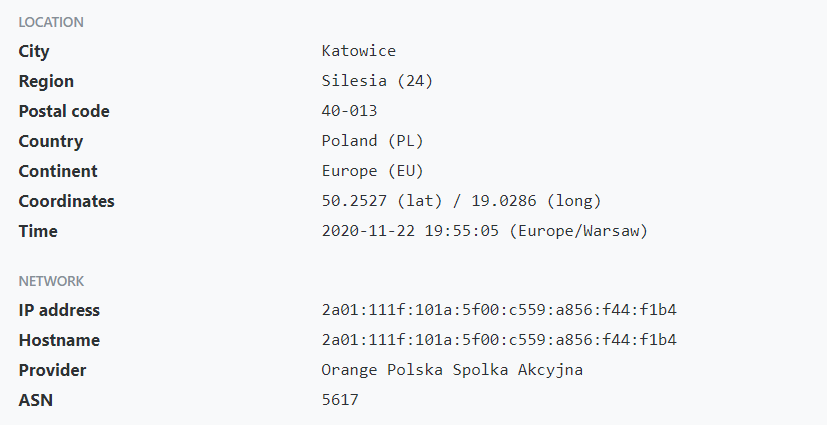 LOCATION
City Katowice
Region Silesia (24)
Postal code 40-013
Country Poland (PL)
Continent Europe (EU)
Coordinates 50.2527 (lat) / 19.0286 (long)
Time 2020-11-22 19:55:05 (Europe/Warsaw)
NETWORK
IP address 2a01:111f:101a:5f00:c559:a856:f44:f1b4
Hostname 2a01:111f:101a:5f00:c559:a856:f44:f1b4
Provider Orange Polska Spolka Akcyjna
ASN 5617